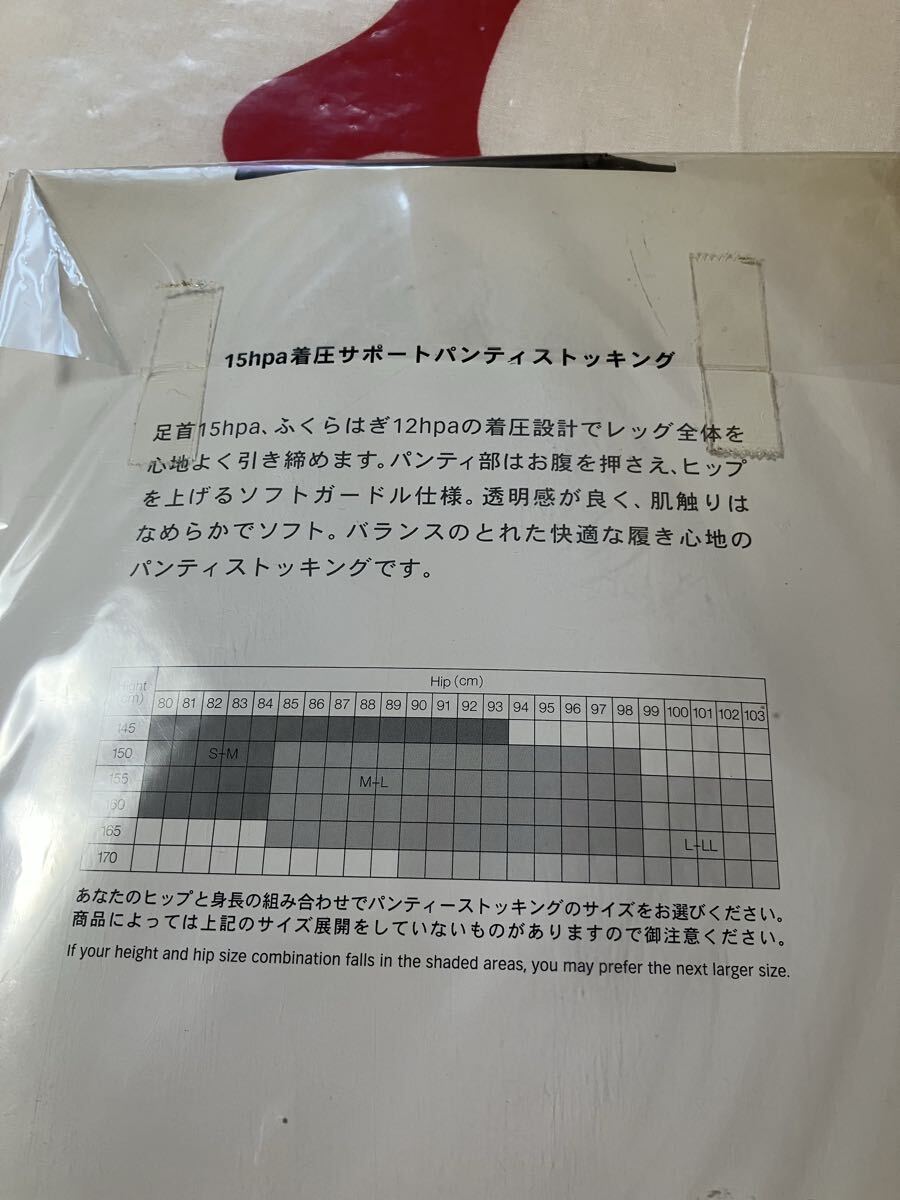 15hpa着圧サポートパンティストッキング
足首15hpa、ふくらはぎ12hpaの着圧設計でレッグ全体を
心地よく引き締めます。パンティ部はお腹を押さえ、ヒップ
を上げるソフトガードル仕様。透明感が良く、肌触りは
なめらかでソフト。バランスのとれた快適な履き心地の
パンティストッキングです。
Hip (cm)
80 81 82 83 84 85 86 87 88 89 90 91 92 93 94 95 96 97 98 99 100 101 102 103
145
150 S-M
155 M-L
160
165 L-LL
170
あなたのヒップと身長の組み合わせでパンティーストッキングのサイズをお選びください。
商品によっては上記のサイズ展開をしていないものがありますので御注意ください。
If your height and hip size combination falls in the shaded areas, you may prefer the next larger size.